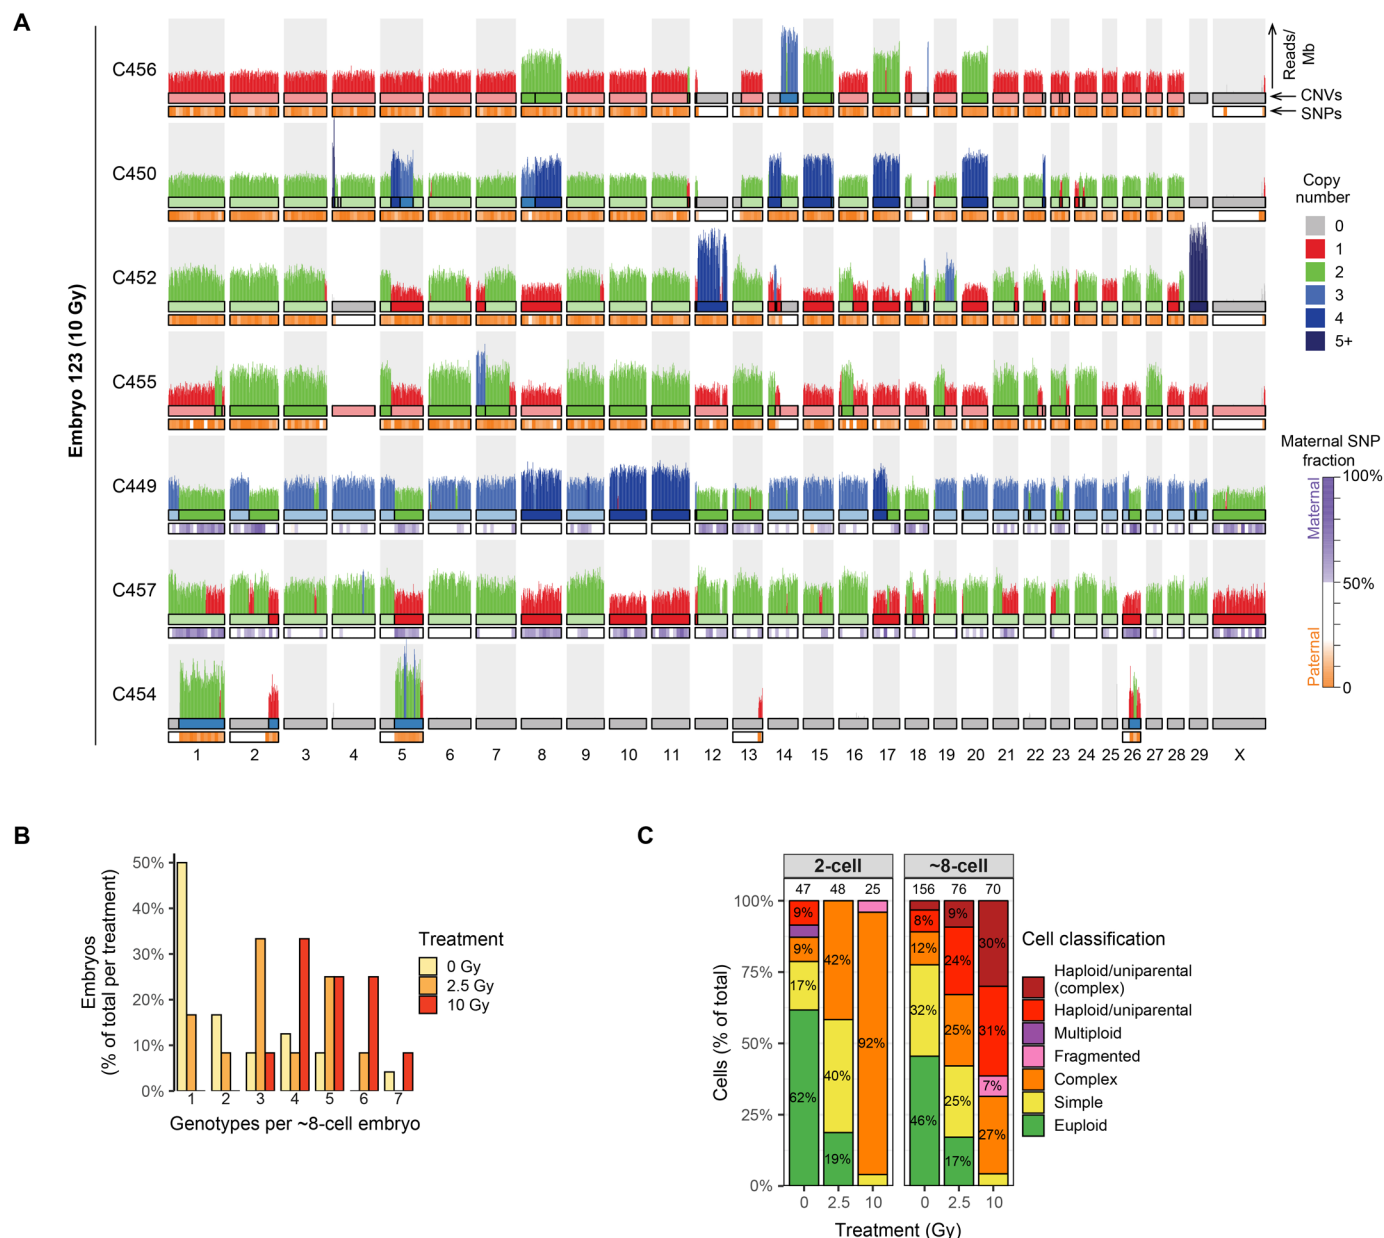 A
Embryo 123 (10 Gy)
C456
C450
C452
C455
C449
C457
C454
Reads/
Mb
CNVs
SNPs
Copy
number
0
1
2
3
4
5+
Maternal SNP
fraction
100%
50%
0
Maternal
Paternal
1 2 3 4 5 6 7 8 9 10 11 12 13 14 15 16 17 18 19 20 21 22 23 24 25 26 27 28 29 X
B
Embryos
(% of total per treatment)
50%
40%
30%
20%
10%
0%
1 2 3 4 5 6 7
Genotypes per ~8-cell embryo
Treatment
0 Gy
2.5 Gy
10 Gy
C
2-cell ~8-cell
47 48 25 156 76 70
Cells (% of total)
100%
75%
50%
25%
0%
9%
9%
17%
62%
42%
40%
19%
92%
8%
12%
32%
46%
9%
24%
25%
25%
17%
30%
31%
7%
27%
0 2.5 10 0 2.5 10
Treatment (Gy)
Cell classification
Haploid/uniparental
(complex)
Haploid/uniparental
Multiploid
Fragmented
Complex
Simple
Euploid